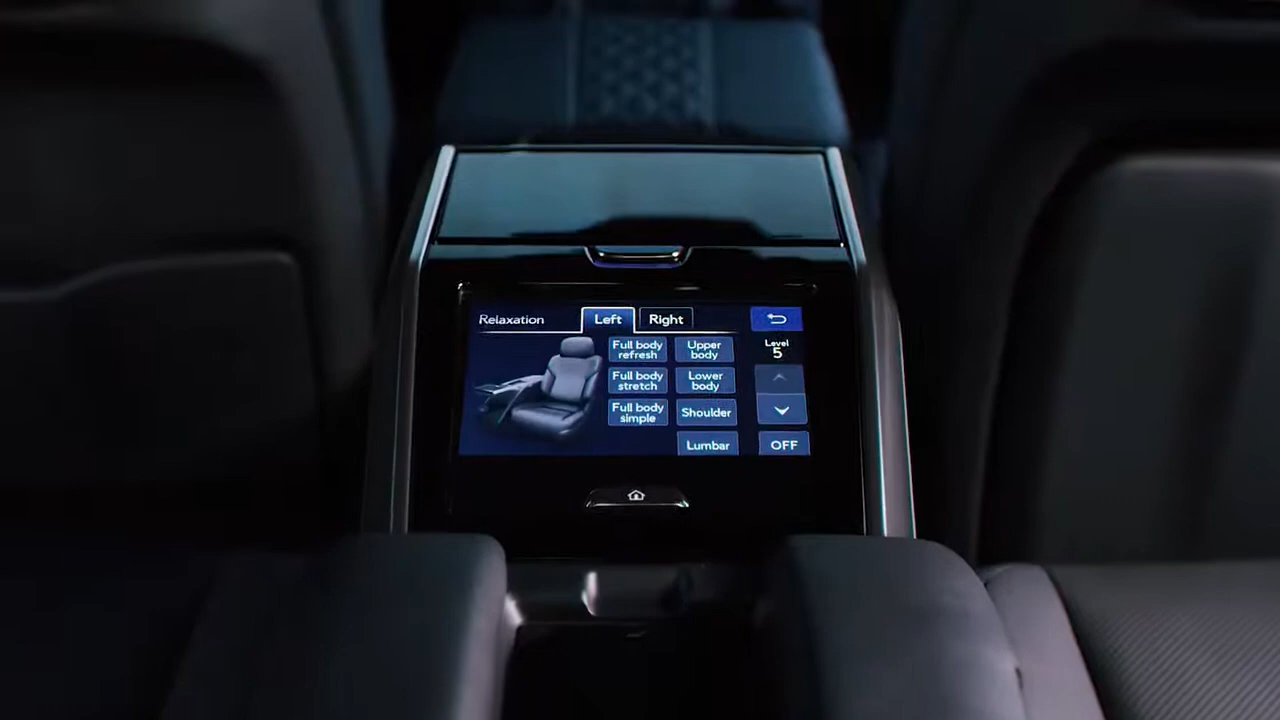 Relaxation
Left
Right
Full body
refresh
Upper
body
Level
5
Full body
stretch
Lower
body
Full body
simple
Shoulder
Lumbar
OFF